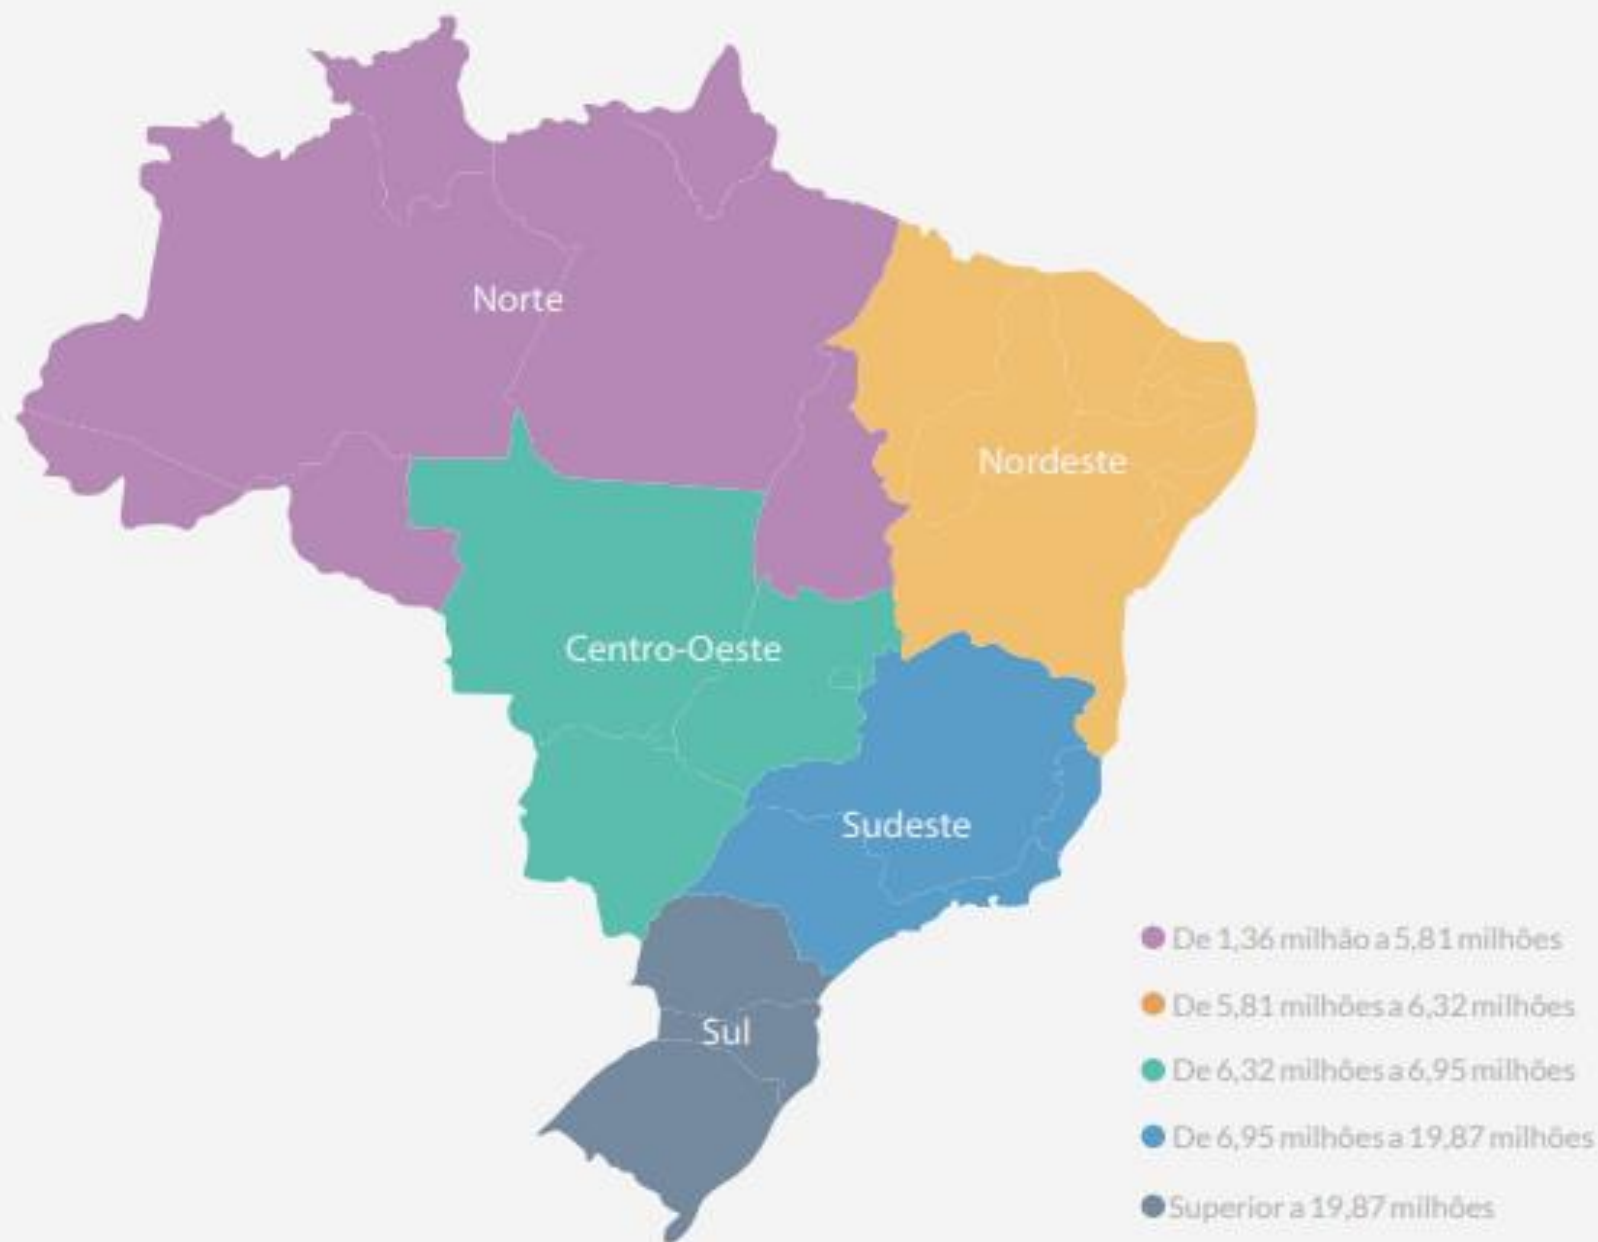 Norte
Nordeste
Centro-Oeste
Sudeste
Sul
De 1,36 milhão a 5,81 milhões
De 5,81 milhões a 6,32 milhões
De 6,32 milhões a 6,95 milhões
De 6,95 milhões a 19,87 milhões
Superior a 19,87 milhões